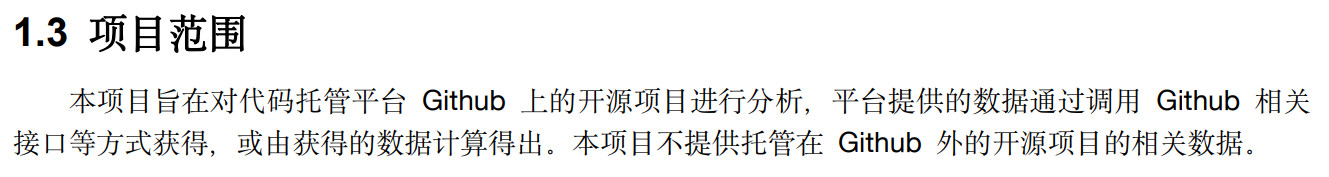 1.3 项目范围
本项目旨在对代码托管平台 Github 上的开源项目进行分析，平台提供的数据通过调用 Github 相关
接口等方式获得，或由获得的数据计算得出。本项目不提供托管在 Github 外的开源项目的相关数据。